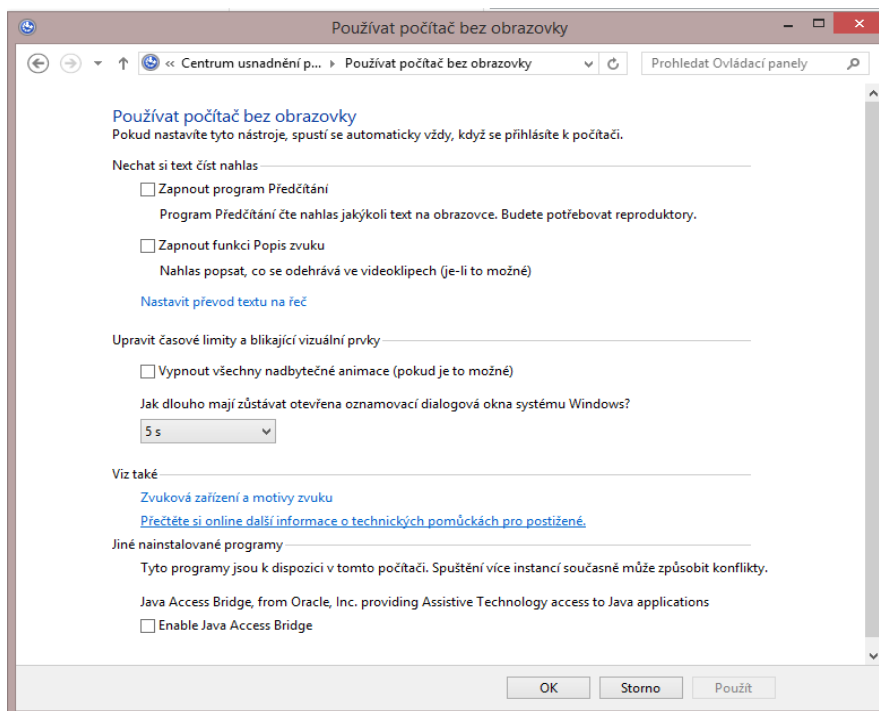 Používat počítač bez obrazovky
« Centrum usnadnění p... Používat počítač bez obrazovky Prohledat Ovládací panely
Používat počítač bez obrazovky
Pokud nastavíte tyto nástroje, spustí se automaticky vždy, když se přihlásíte k počítači.
Nechat si text číst nahlas
Zapnout program Předčítání
Program Předčítání čte nahlas jakýkoli text na obrazovce. Budete potřebovat reproduktory.
Zapnout funkci Popis zvuku
Nahlas popsat, co se odehrává ve videoklipech (je-li to možné)
Nastavit převod textu na řeč
Upravit časové limity a blikající vizuální prvky
Vypnout všechny nadbytečné animace (pokud je to možné)
Jak dlouho mají zůstávat otevřena oznamovací dialogová okna systému Windows?
5 s
Viz také
Zvuková zařízení a motivy zvuku
Přečtěte si online další informace o technických pomůckách pro postižené.
Jiné nainstalované programy
Tyto programy jsou k dispozici v tomto počítači. Spuštění více instancí současně může způsobit konflikty.
Java Access Bridge, from Oracle, Inc. providing Assistive Technology access to Java applications
Enable Java Access Bridge
OK Storno Použít